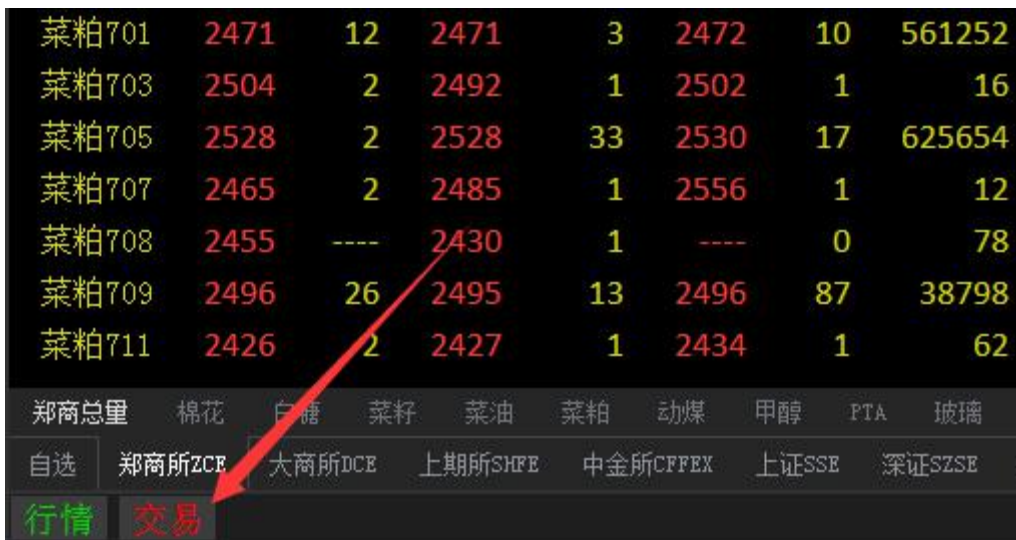 菜粕701 2471 12 2471 3 2472 10 561252
菜粕703 2504 2 2492 1 2502 1 16
菜粕705 2528 2 2528 33 2530 17 625654
菜粕707 2465 2 2485 1 2556 1 12
菜粕708 2455 ---- 2430 1 ---- 0 78
菜粕709 2496 26 2495 13 2496 87 38798
菜粕711 2426 2 2427 1 2434 1 62
郑商总量 棉花 白糖 菜籽 菜油 菜粕 动煤 甲醇 PTA 玻璃
自选 郑商所ZCE 大商所DCE 上期所SHFE 中金所CFFEX 上证SSE 深证SZSE
行情 交易